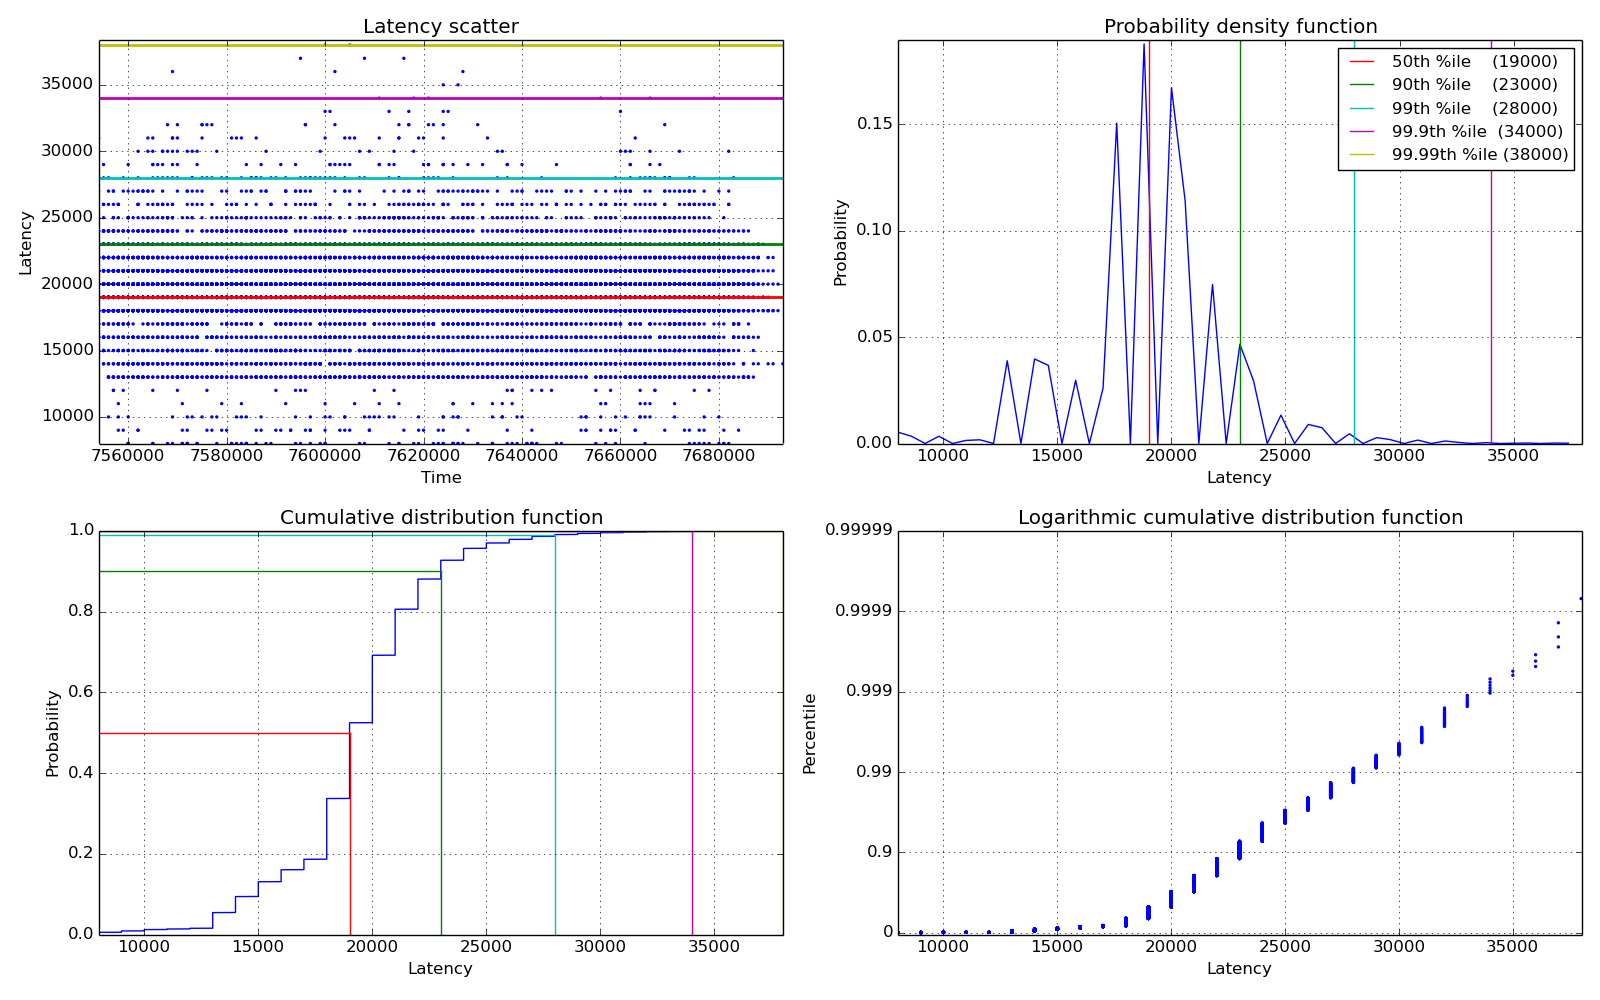 Latency scatter
35000
30000
25000
20000
15000
10000
Latency
7560000 7580000 7600000 7620000 7640000 7660000 7680000
Time
Probability density function
50th %ile (19000)
90th %ile (23000)
99th %ile (28000)
99.9th %ile (34000)
99.99th %ile (38000)
0.15
0.10
0.05
0.00
Probability
10000 15000 20000 25000 30000 35000
Latency
Cumulative distribution function
1.0
0.8
0.6
0.4
0.2
0.0
Probability
10000 15000 20000 25000 30000 35000
Latency
Logarithmic cumulative distribution function
0.99999
0.9999
0.999
0.99
0.9
0
Percentile
10000 15000 20000 25000 30000 35000
Latency